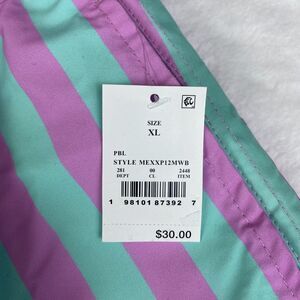 SIZE
XL
PBL
STYLE MEXXP12MWB
281 00 2448
DEPT CL ITEM
1 98101 87392 7
$30.00